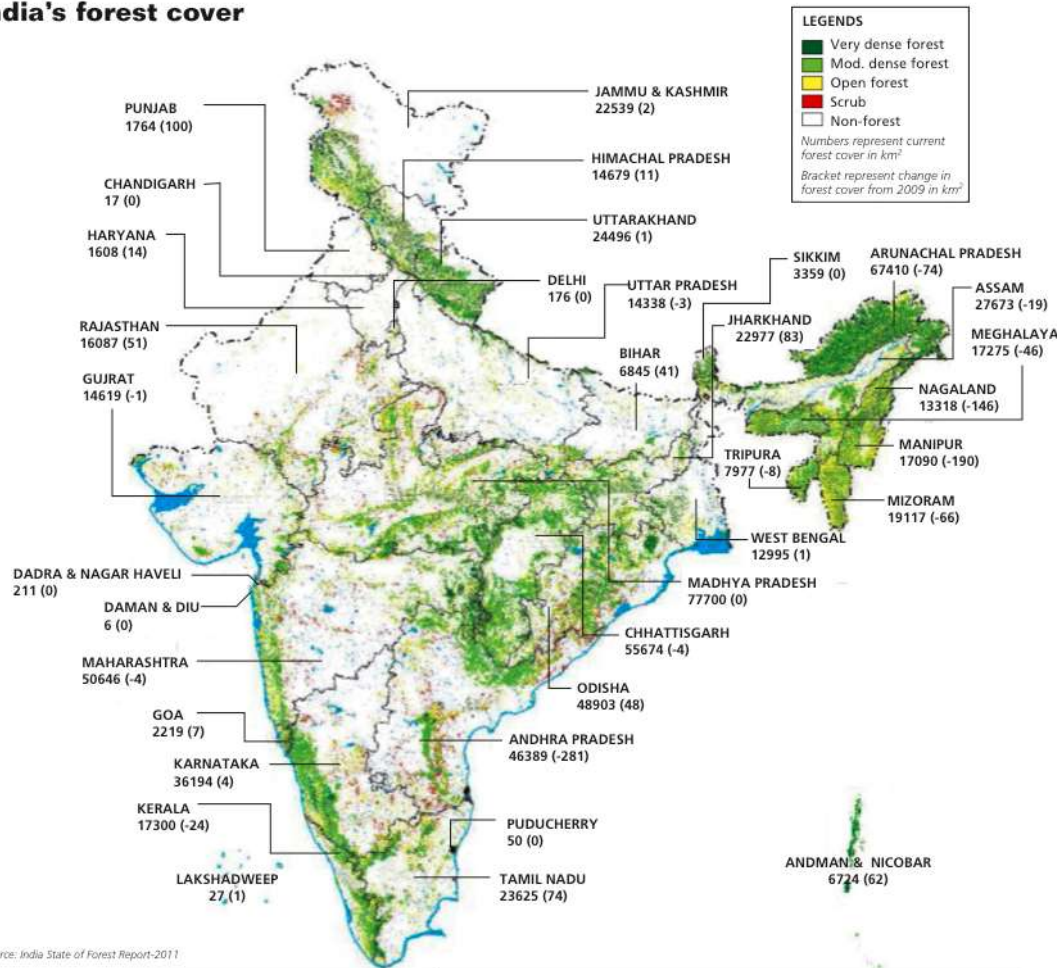 ndia's forest cover
LEGENDS
Very dense forest
Mod. dense forest
Open forest
Scrub
Non-forest
Numbers represent current
forest cover in km²
Bracket represent change in
forest cover from 2009 in km²
JAMMU & KASHMIR
22539 (2)
PUNJAB
1764 (100)
HIMACHAL PRADESH
14679 (11)
CHANDIGARH
17 (0)
UTTARAKHAND
24496 (1)
HARYANA
1608 (14)
SIKKIM
3359 (0)
ARUNACHAL PRADESH
67410 (-74)
DELHI
176 (0)
UTTAR PRADESH
14338 (-3)
ASSAM
27673 (-19)
RAJASTHAN
16087 (51)
JHARKHAND
22977 (83)
MEGHALAYA
17275 (-46)
BIHAR
6845 (41)
GUJRAT
14619 (-1)
NAGALAND
13318 (-146)
MANIPUR
17090 (-190)
TRIPURA
7977 (-8)
MIZORAM
19117 (-66)
WEST BENGAL
12995 (1)
DADRA & NAGAR HAVELI
211 (0)
MADHYA PRADESH
77700 (0)
DAMAN & DIU
6 (0)
CHHATTISGARH
55674 (-4)
MAHARASHTRA
50646 (-4)
ODISHA
48903 (48)
GOA
2219 (7)
ANDHRA PRADESH
46389 (-281)
KARNATAKA
36194 (4)
KERALA
17300 (-24)
PUDUCHERRY
50 (0)
ANDMAN & NICOBAR
6724 (62)
LAKSHADWEEP
27 (1)
TAMIL NADU
23625 (74)
rce: India State of Forest Report-2011